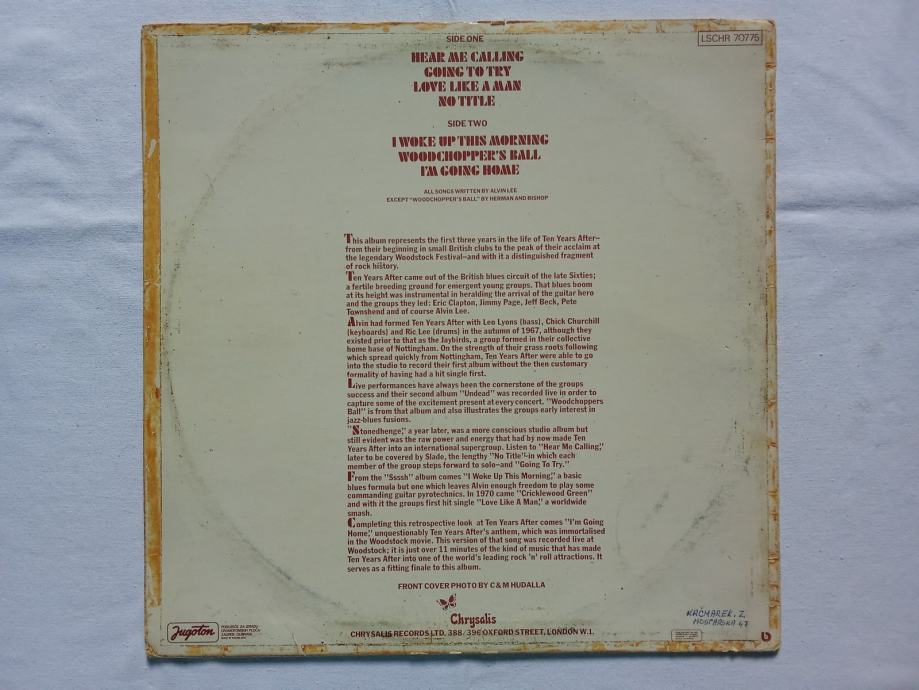 SIDE ONE
LSCHR 70775
HEAR ME CALLING
GOING TO TRY
LOVE LIKE A MAN
NO TITLE
SIDE TWO
I WOKE UP THIS MORNING
WOODCHOPPER'S BALL
I'M GOING HOME
ALL SONGS WRITTEN BY ALVIN LEE
EXCEPT "WOODCHOPPER'S BALL" BY HERMAN AND BISHOP
This album represents the first three years in the life of Ten Years After–
from their beginning in small British clubs to the peak of their acclaim at
the legendary Woodstock Festival–and with it a distinguished fragment
of rock history.
Ten Years After came out of the British blues circuit of the late Sixties;
a fertile breeding ground for emergent young groups. That blues boom
at its height was instrumental in heralding the arrival of the guitar hero
and the groups they led: Eric Clapton, Jimmy Page, Jeff Beck, Pete
Townshend and of course Alvin Lee.
Alvin had formed Ten Years After with Leo Lyons (bass), Chick Churchill
(keyboards) and Ric Lee (drums) in the autumn of 1967, although they
existed prior to that as the Jaybirds, a group formed in their collective
home base of Nottingham. On the strength of their grass roots following
which spread quickly from Nottingham, Ten Years After were able to go
into the studio to record their first album without the then customary
formality of having had a hit single first.
Live performances have always been the cornerstone of the groups
success and their second album "Undead" was recorded live in order to
capture some of the excitement present at every concert. "Woodchoppers
Ball" is from that album and also illustrates the groups early interest in
jazz-blues fusions.
"Stonedhenge," a year later, was a more conscious studio album but
still evident was the raw power and energy that had by now made Ten
Years After into an international supergroup. Listen to "Hear Me Calling,"
later to be covered by Slade, the lengthy "No Title"–in which each
member of the group steps forward to solo–and "Going To Try."
From the "Ssssh" album comes "I Woke Up This Morning," a basic
blues formula but one which leaves Alvin enough freedom to play some
commanding guitar pyrotechnics. In 1970 came "Cricklewood Green"
and with it the groups first hit single "Love Like A Man," a worldwide
smash.
Completing this retrospective look at Ten Years After comes "I'm Going
Home," unquestionably Ten Years After's anthem, which was immortalised
in the Woodstock movie. This version of that song was recorded live at
Woodstock; it is just over 11 minutes of the kind of music that has made
Ten Years After into one of the world's leading rock 'n' roll attractions. It
serves as a fitting finale to this album.
FRONT COVER PHOTO BY C & M HUDALLA
Chrysalis
CHRYSALIS RECORDS LTD, 388/396 OXFORD STREET, LONDON W.I.
Jugoton
KRČMAREK. Z.
MOSTARSKA 47